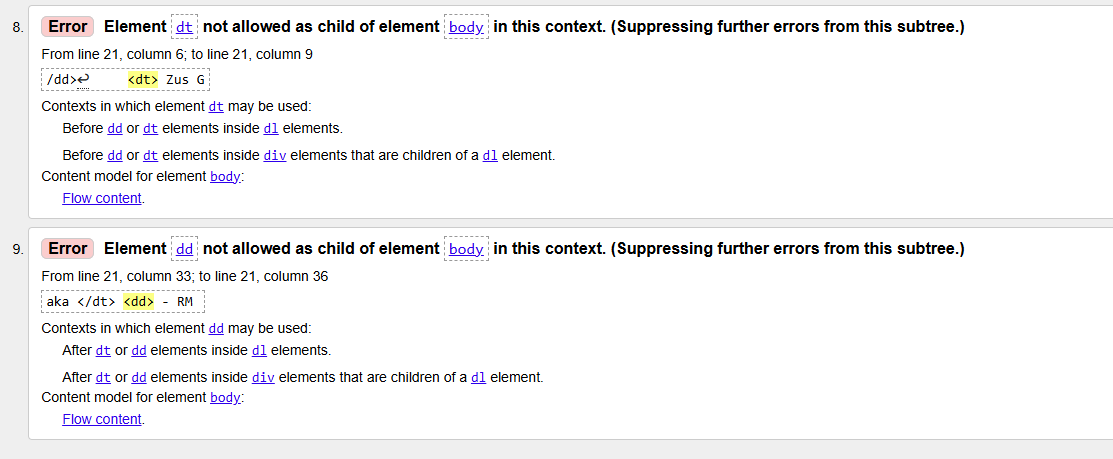 8. Error Element dt not allowed as child of element body in this context. (Suppressing further errors from this subtree.)
From line 21, column 6; to line 21, column 9
/dd>↩ <dt> Zus G
Contexts in which element dt may be used:
Before dd or dt elements inside dl elements.
Before dd or dt elements inside div elements that are children of a dl element.
Content model for element body:
Flow content.
9. Error Element dd not allowed as child of element body in this context. (Suppressing further errors from this subtree.)
From line 21, column 33; to line 21, column 36
aka </dt> <dd> - RM
Contexts in which element dd may be used:
After dt or dd elements inside dl elements.
After dt or dd elements inside div elements that are children of a dl element.
Content model for element body:
Flow content.